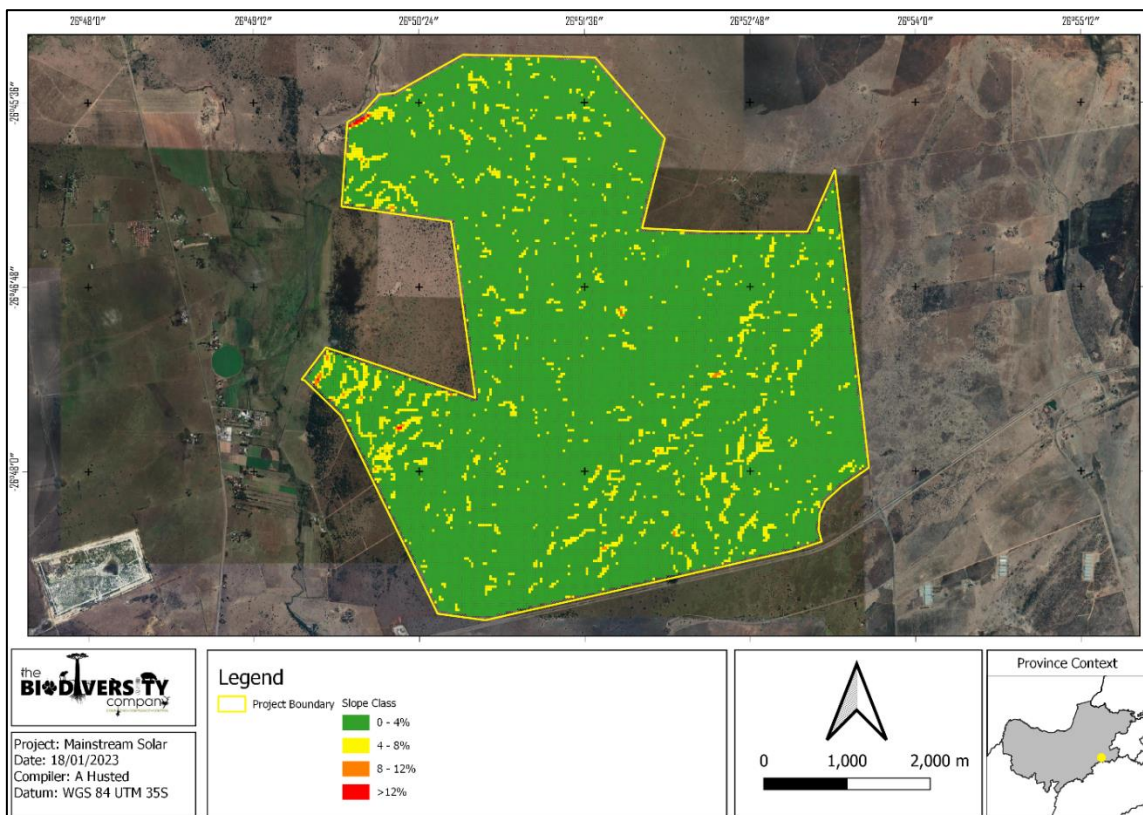 26°48'0" 26°49'12" 26°50'24" 26°51'36" 26°52'48" 26°54'0" 26°55'12"
-26°45'36"
-26°46'48"
-26°48'0"
the
BIODIVERSITY
company
Project: Mainstream Solar
Date: 18/01/2023
Compiler: A Husted
Datum: WGS 84 UTM 35S
Legend
Project Boundary
Slope Class
0 - 4%
4 - 8%
8 - 12%
>12%
0 1,000 2,000 m
Province Context